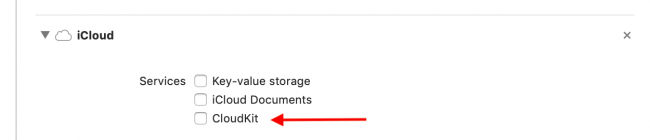 iCloud
Services Key-value storage
iCloud Documents
CloudKit